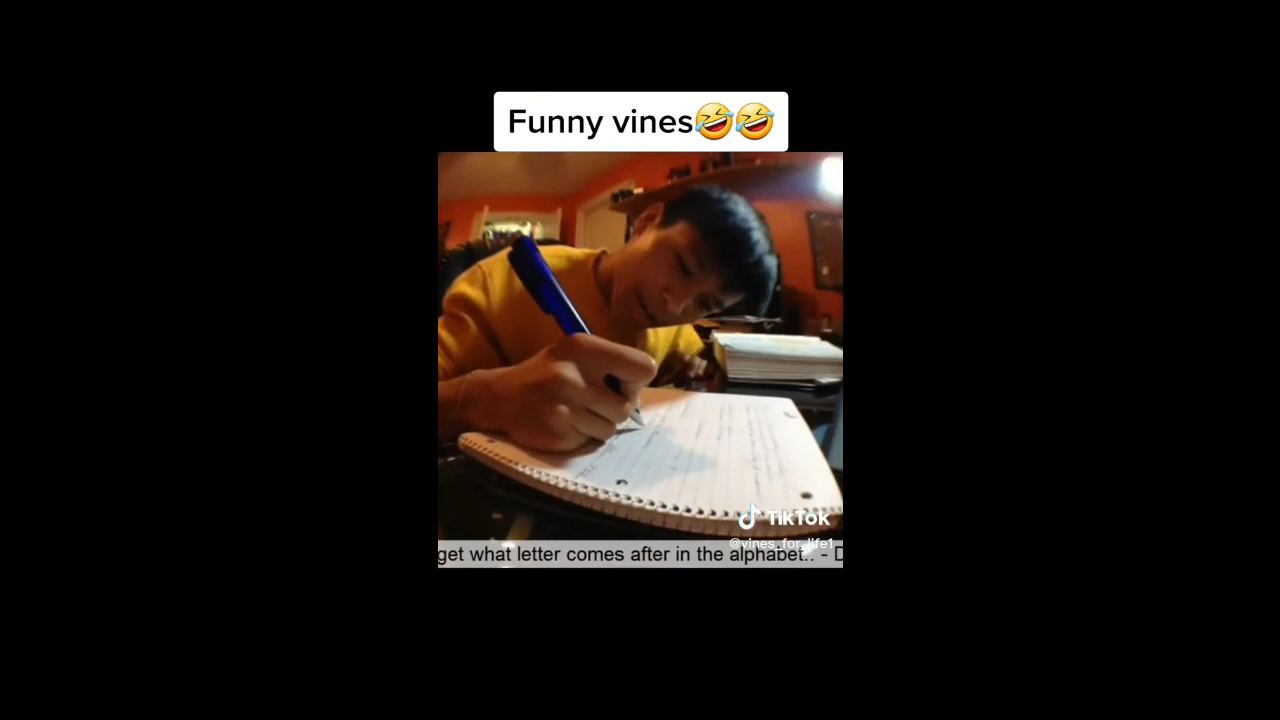 Funny vines🤣🤣
TikTok
@vines_for_life1
get what letter comes after in the alphabet.. - D